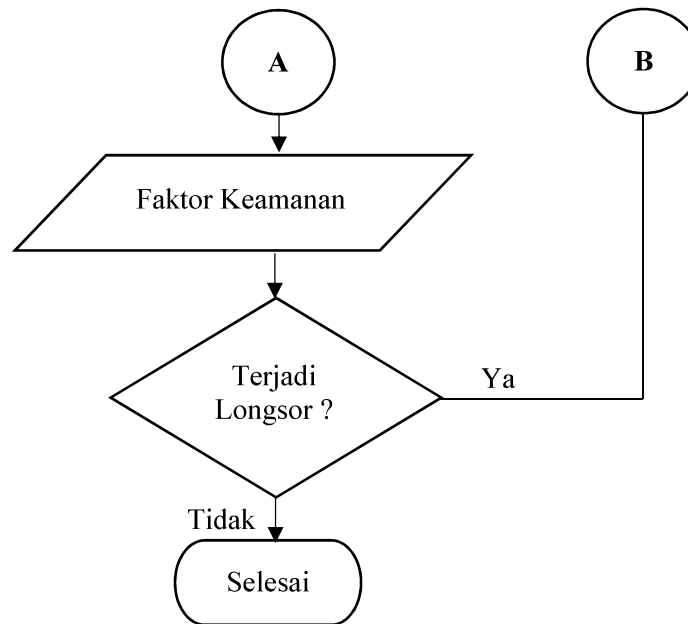 A
B
Faktor Keamanan
Terjadi
Longsor ?
Ya
Tidak
Selesai